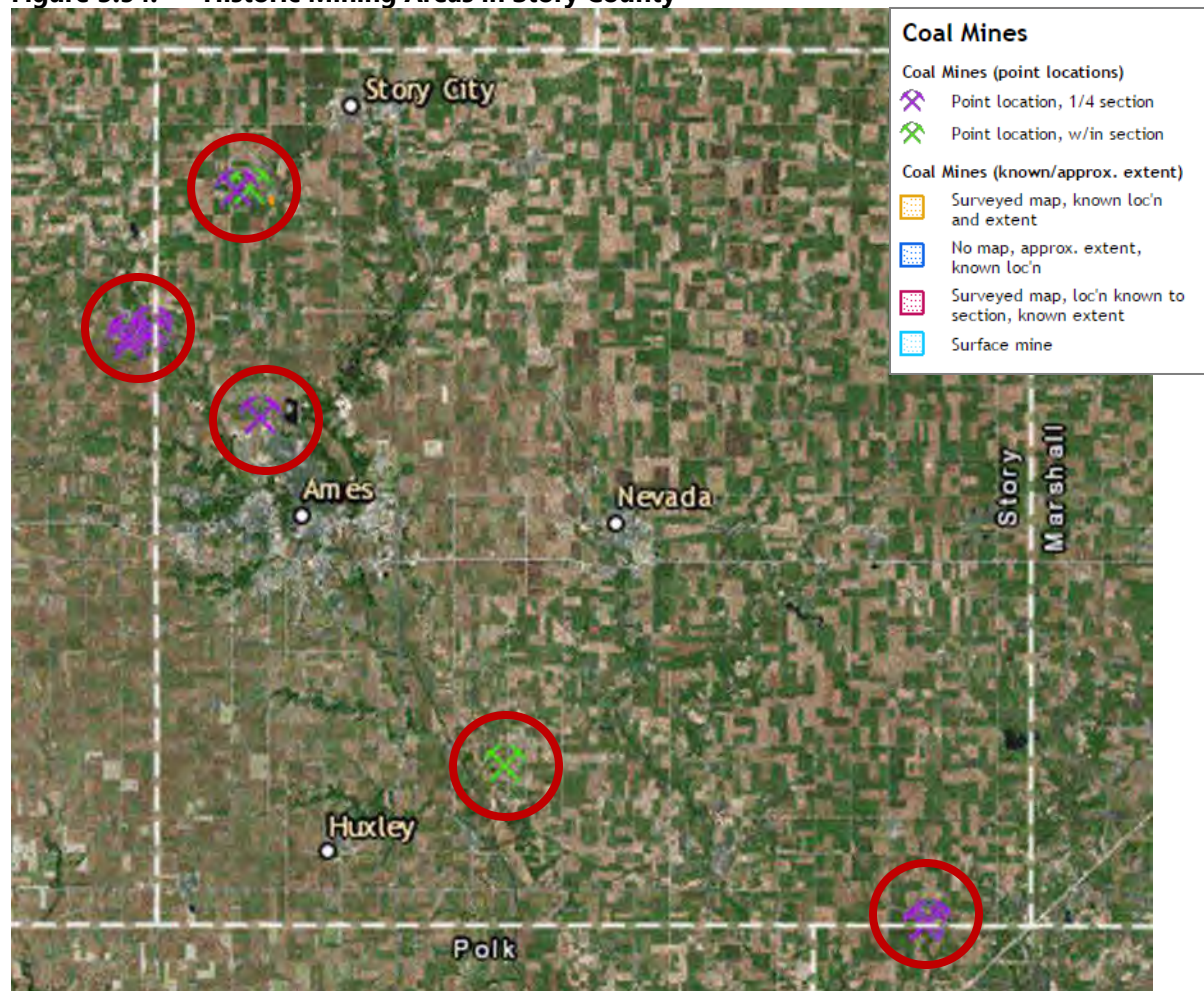 Coal Mines
Coal Mines (point locations)
Point location, 1/4 section
Point location, w/in section
Coal Mines (known/approx. extent)
Surveyed map, known loc'n
and extent
No map, approx. extent,
known loc'n
Surveyed map, loc'n known to
section, known extent
Surface mine
Story City
Ames
Nevada
Story
Marshall
Huxley
Polk